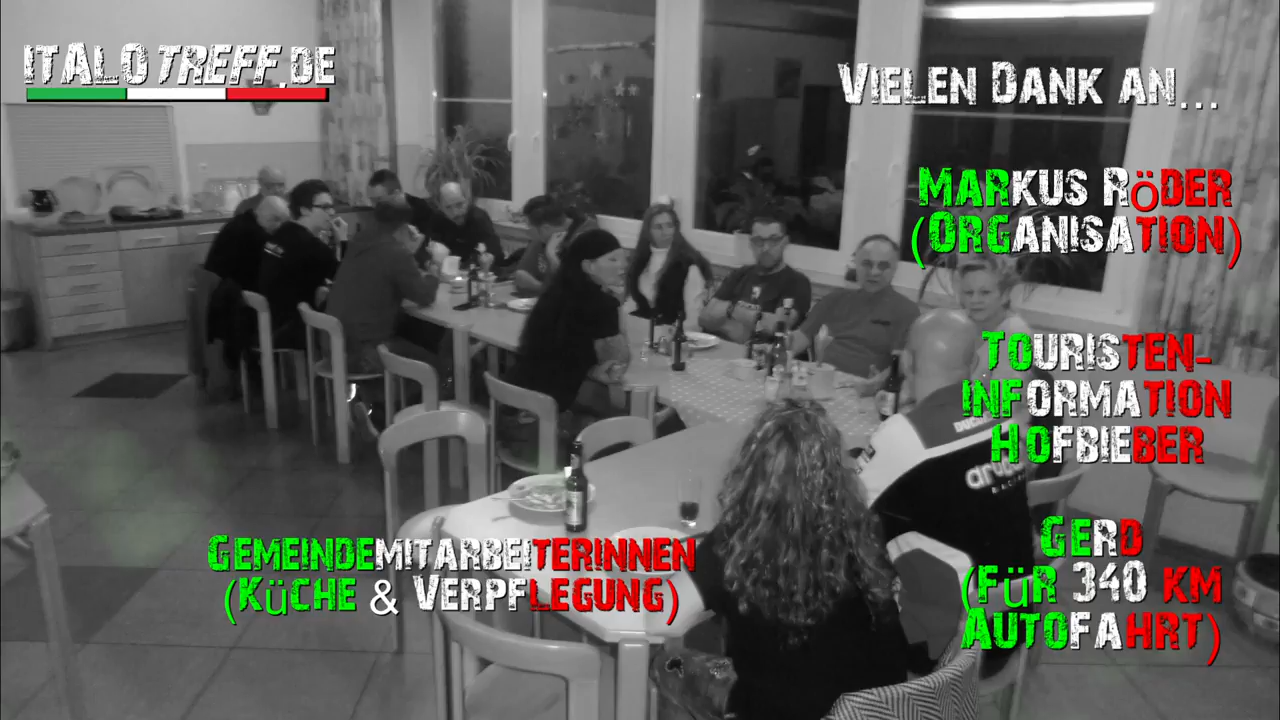 ITALOTREFF.DE
VIELEN DANK AN...
MARKUS RÖDER
(ORGANISATION)
TOURISTEN-
INFORMATION
HOFBIEBER
GEMEINDEMITARBEITERINNEN
(KÜCHE & VERPFLEGUNG)
GERD
(FÜR 340 KM
AUTOFAHRT)